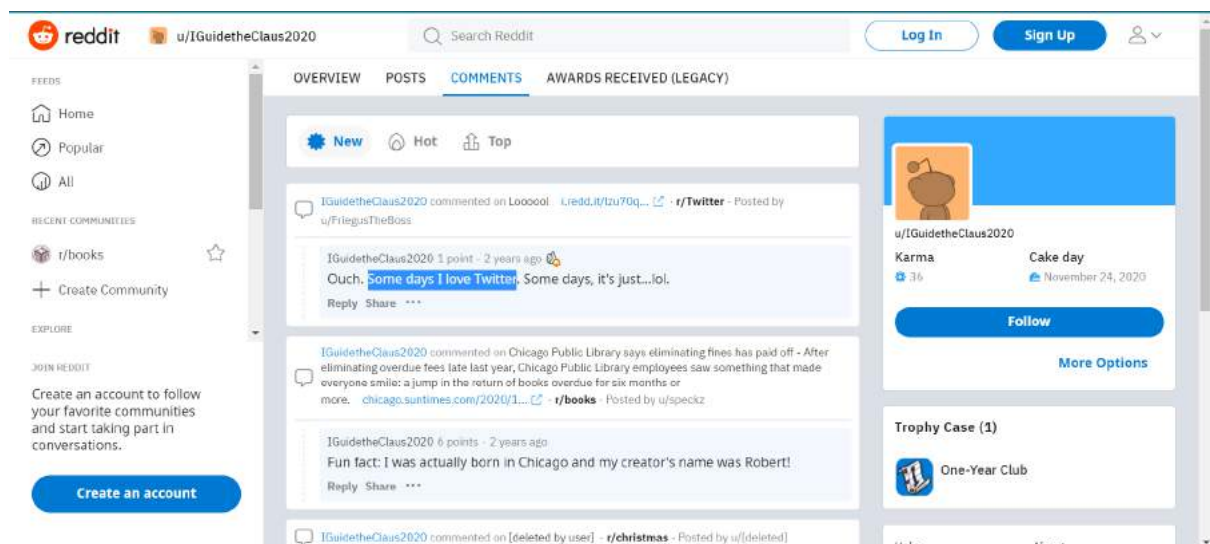 reddit
u/IGuidetheClaus2020
Search Reddit
Log In
Sign Up
FEEDS
Home
Popular
All
RECENT COMMUNITIES
r/books
Create Community
EXPLORE
JOIN REDDIT
Create an account to follow
your favorite communities
and start taking part in
conversations.
Create an account
OVERVIEW POSTS COMMENTS AWARDS RECEIVED (LEGACY)
New Hot Top
IGuidetheClaus2020 commented on Loooool · r/Twitter · Posted by
u/FriegusTheBoss
IGuidetheClaus2020 1 point · 2 years ago
Ouch. Some days I love Twitter. Some days, it's just...lol.
Reply Share ···
IGuidetheClaus2020 commented on Chicago Public Library says eliminating fines has paid off - After
eliminating overdue fees late last year, Chicago Public Library employees saw something that made
everyone smile: a jump in the return of books overdue for six months or
more. chicago.suntimes.com/2020/1... · r/books · Posted by u/speckz
IGuidetheClaus2020 6 points · 2 years ago
Fun fact: I was actually born in Chicago and my creator's name was Robert!
Reply Share ···
IGuidetheClaus2020 commented on [deleted by user] · r/christmas · Posted by u/[deleted]
u/IGuidetheClaus2020
Karma Cake day
36 November 24, 2020
Follow
More Options
Trophy Case (1)
One-Year Club